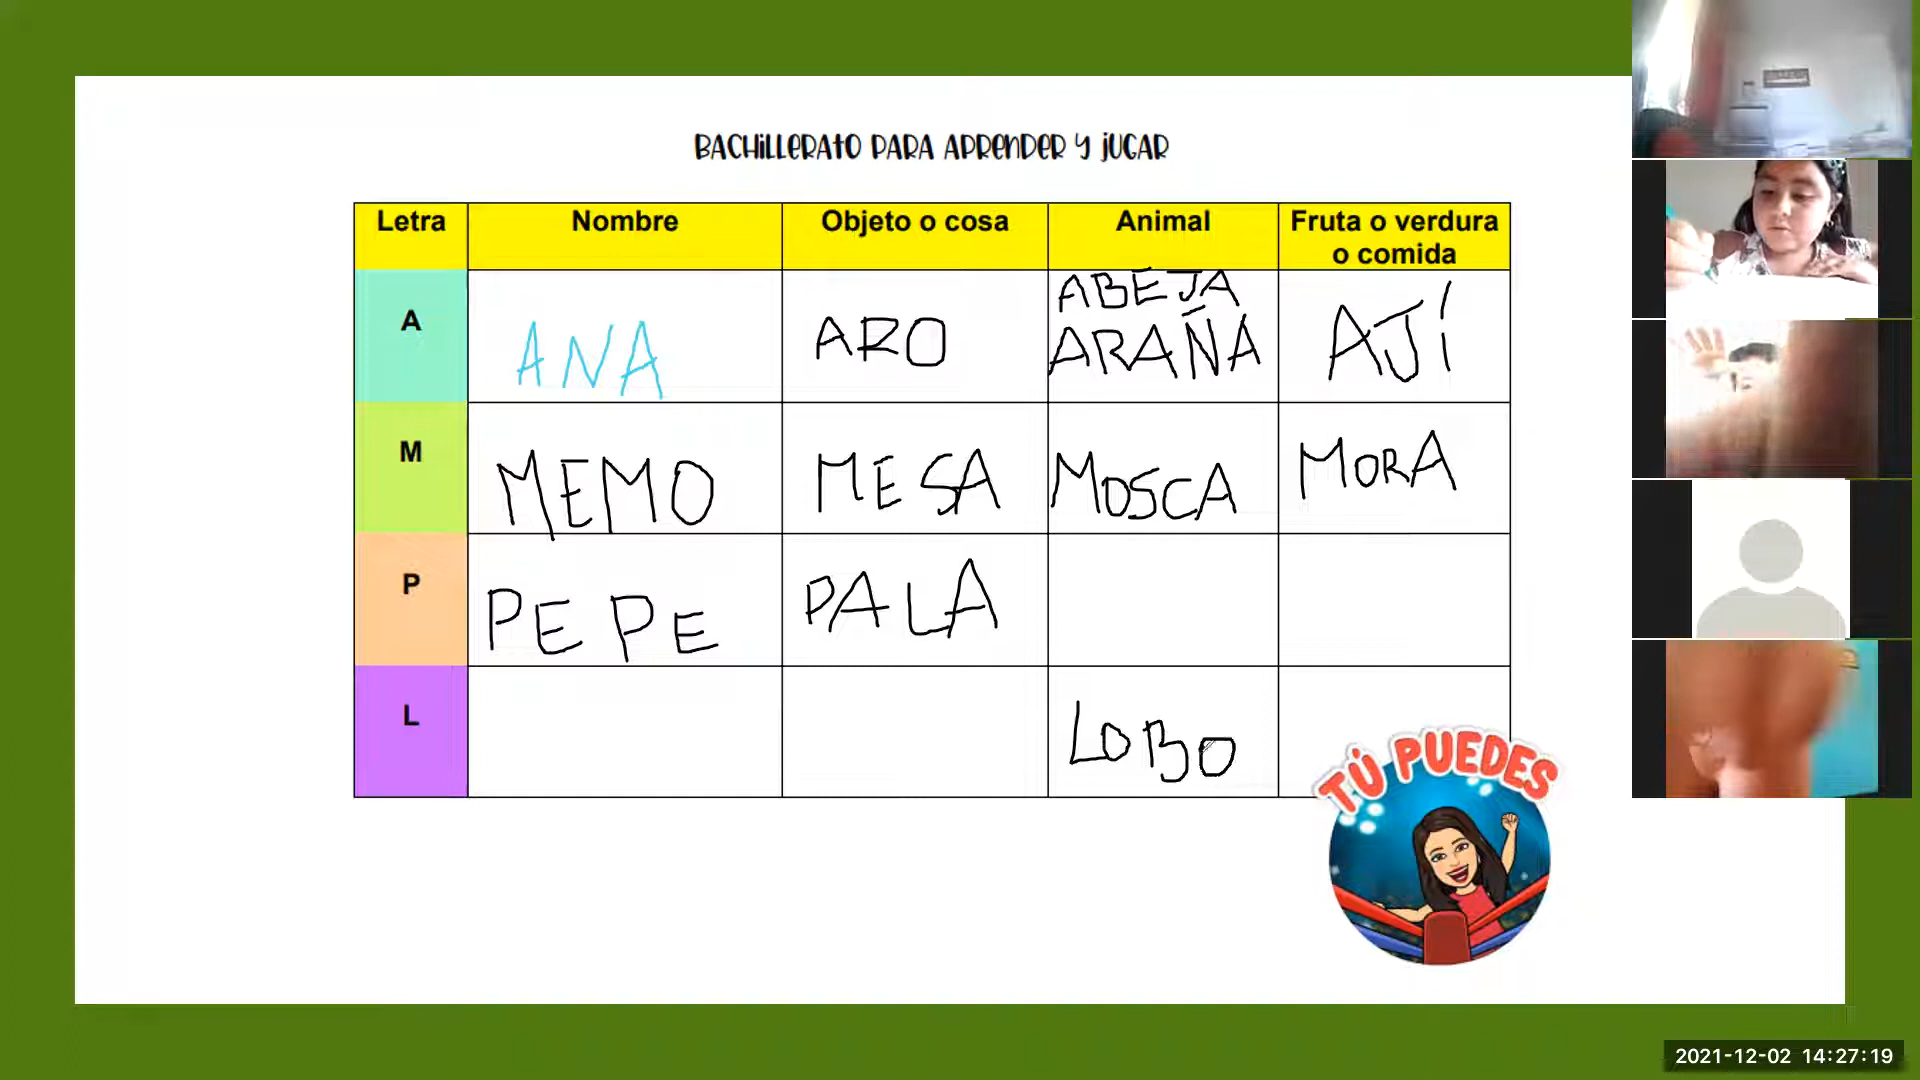 BACHILLERATO PARA APRENDER Y JUGAR
Letra Nombre Objeto o cosa Animal Fruta o verdura o comida
A ANA ARO ABEJA ARAÑA AJÍ
M MEMO MESA MOSCA MORA
P PEPE PALA
L LOBO
TÚ PUEDES
2021-12-02 14:27:19